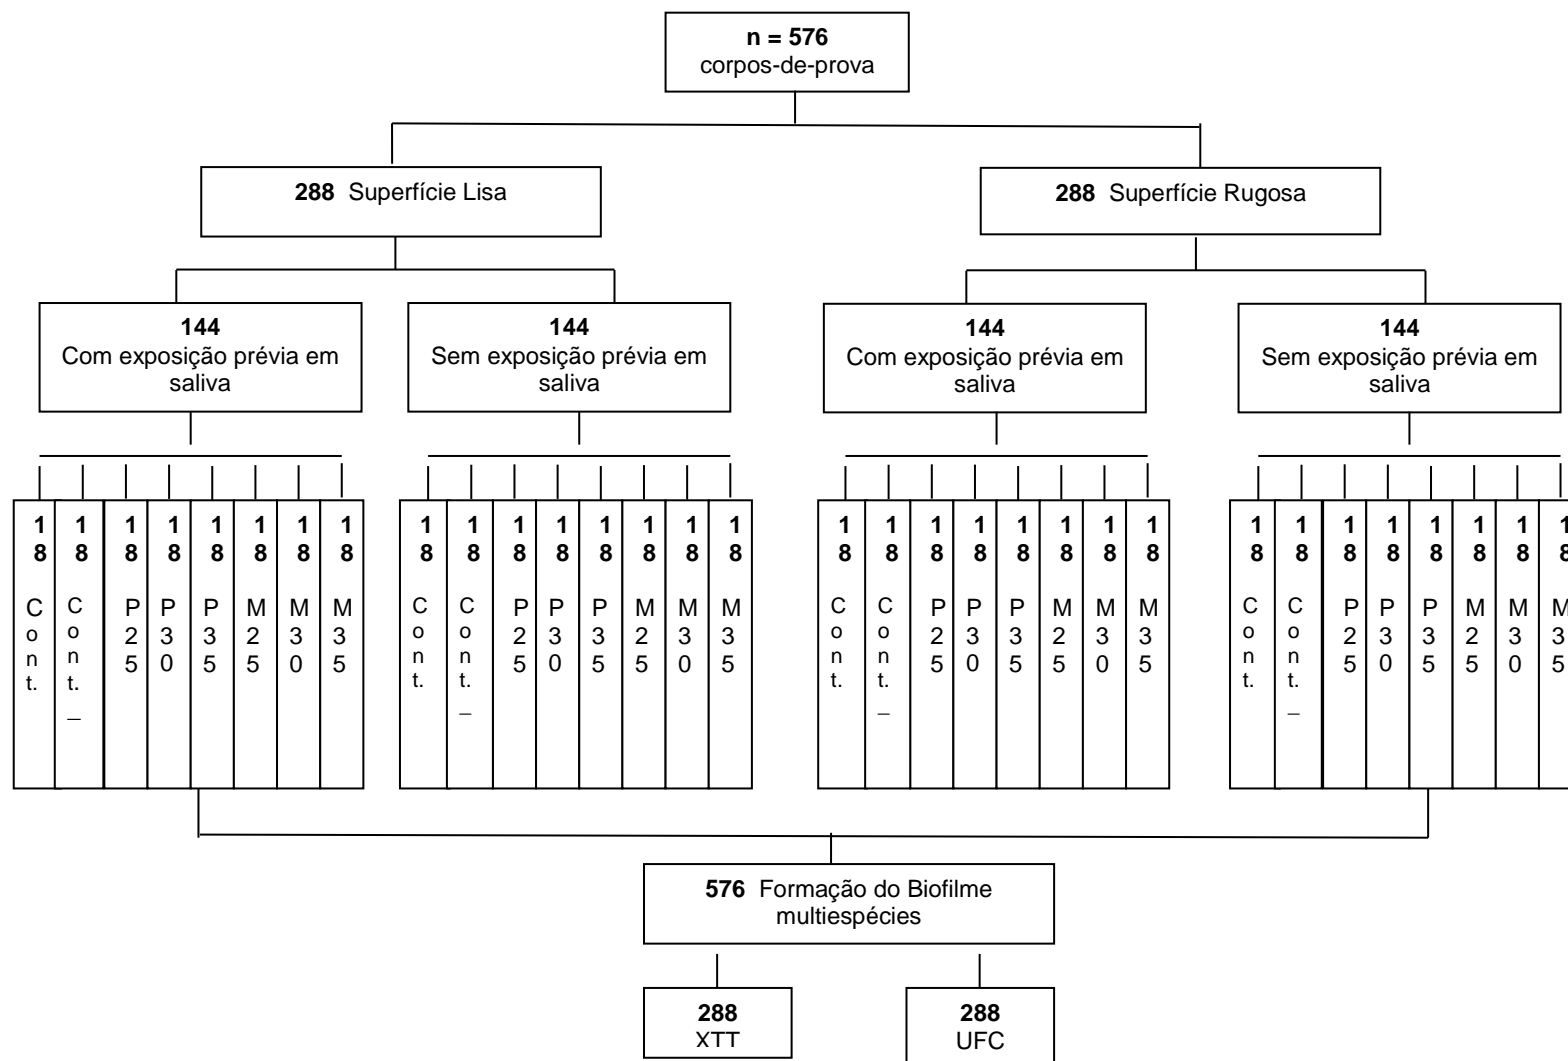 n = 576
corpos-de-prova
288 Superfície Lisa
288 Superfície Rugosa
144
Com exposição prévia em
saliva
144
Sem exposição prévia em
saliva
144
Com exposição prévia em
saliva
144
Sem exposição prévia em
saliva
18 Cont.
18 Cont. _
18 P25
18 P30
18 P35
18 M25
18 M30
18 M35
18 Cont.
18 Cont. _
18 P25
18 P30
18 P35
18 M25
18 M30
18 M35
18 Cont.
18 Cont. _
18 P25
18 P30
18 P35
18 M25
18 M30
18 M35
18 Cont.
18 Cont. _
18 P25
18 P30
18 P35
18 M25
18 M30
18 M35
576 Formação do Biofilme
multiespécies
288
XTT
288
UFC